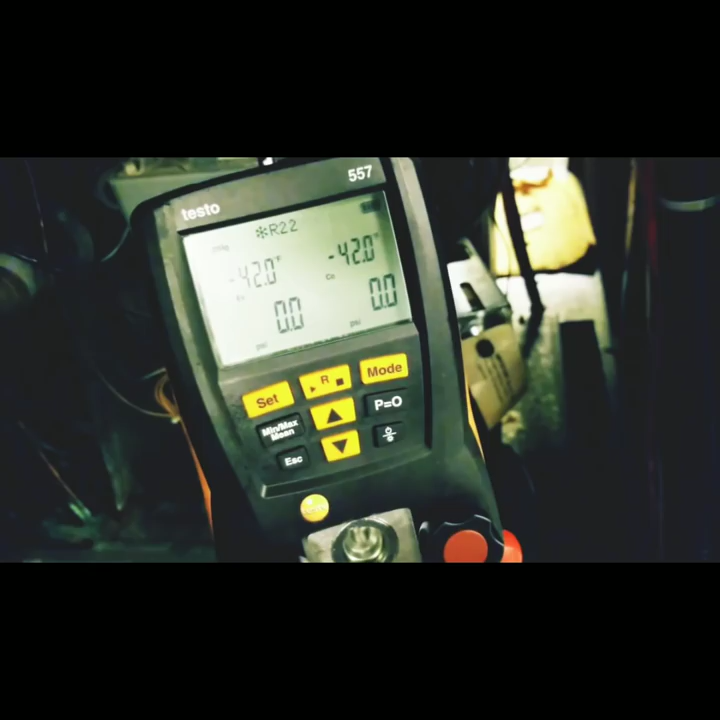 testo 557
R22
-42.0°F -42.0°F
0.0 0.0
psi psi
Set R Mode
Min/Max Mean P=0
Esc